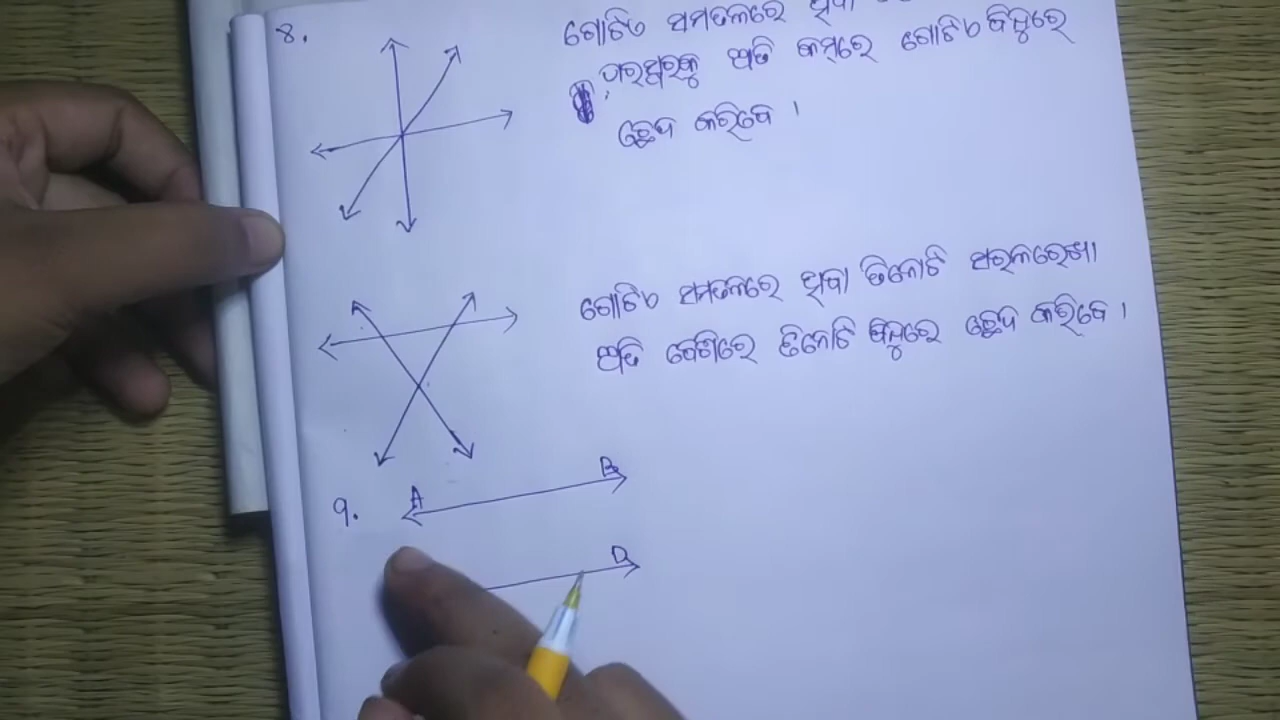 ୪.
ଗୋଟିଏ ସମତଳରେ ଥିବା
ପରସ୍ପରକୁ ଅତି କମ୍‌ରେ ଗୋଟିଏ ବିନ୍ଦୁରେ
ଛେଦ କରିବେ ।
ଗୋଟିଏ ସମତଳରେ ଥିବା ତିନୋଟି ସରଳରେଖା
ଅତି ବେଶିରେ ତିନୋଟି ବିନ୍ଦୁରେ ଛେଦ କରିବେ ।
୨. A B
D